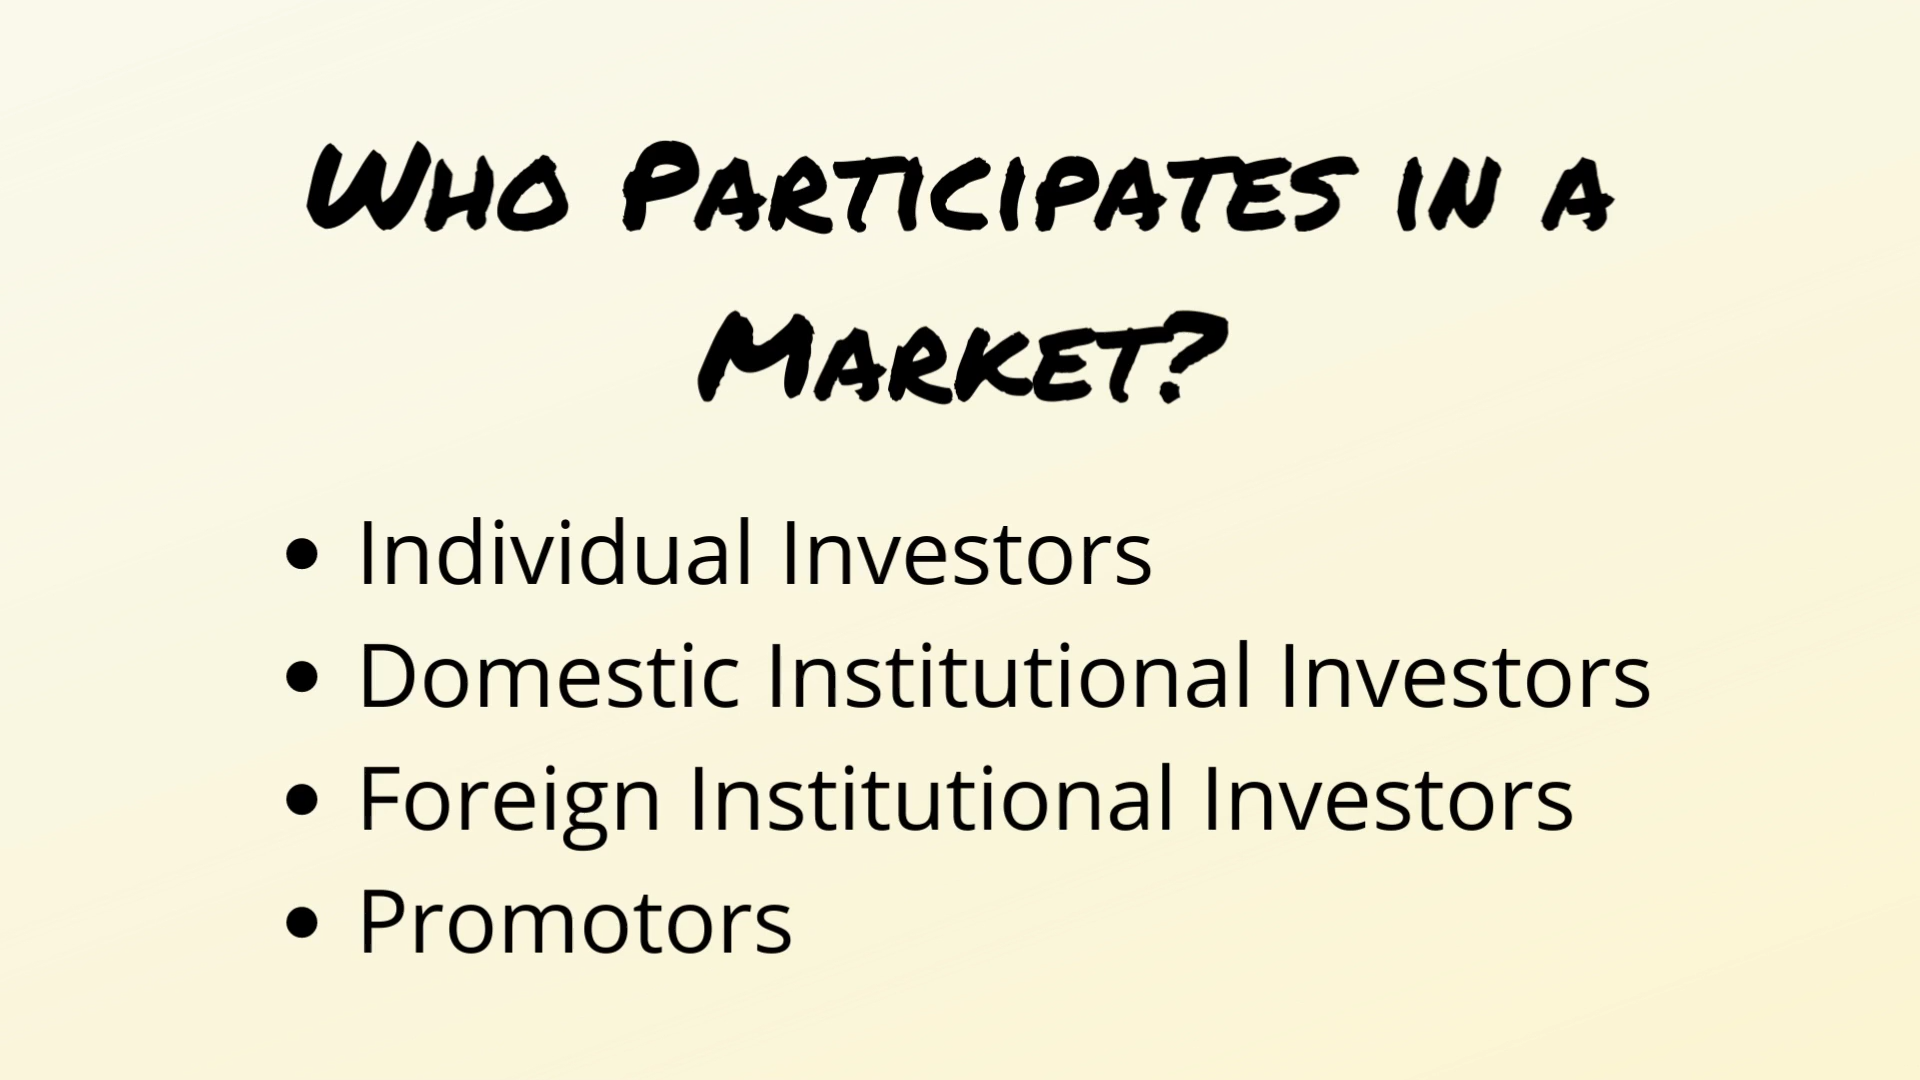 Who Participates in a
Market?
• Individual Investors
• Domestic Institutional Investors
• Foreign Institutional Investors
• Promotors